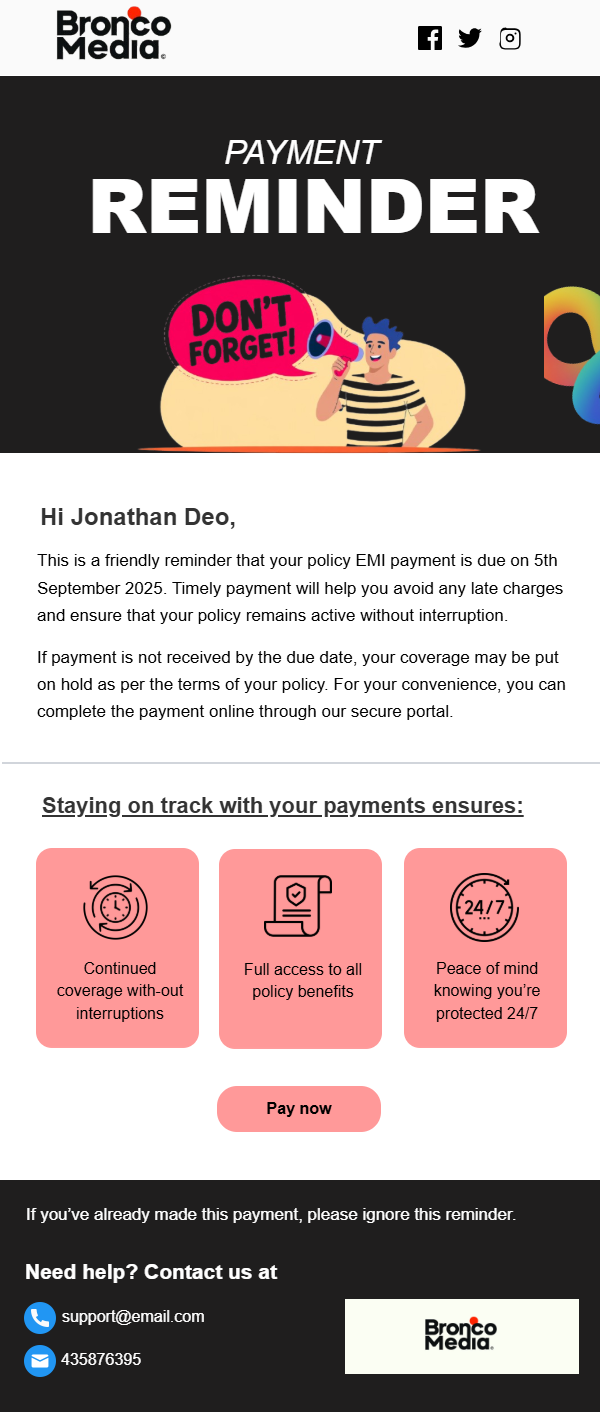 Bronco
Media®
PAYMENT
REMINDER
DON'T
FORGET!
Hi Jonathan Deo,
This is a friendly reminder that your policy EMI payment is due on 5th
September 2025. Timely payment will help you avoid any late charges
and ensure that your policy remains active without interruption.
If payment is not received by the due date, your coverage may be put
on hold as per the terms of your policy. For your convenience, you can
complete the payment online through our secure portal.
Staying on track with your payments ensures:
Continued
coverage with-out
interruptions
Full access to all
policy benefits
24/7
Peace of mind
knowing you’re
protected 24/7
Pay now
If you’ve already made this payment, please ignore this reminder.
Need help? Contact us at
support@email.com
435876395
Bronco
Media®